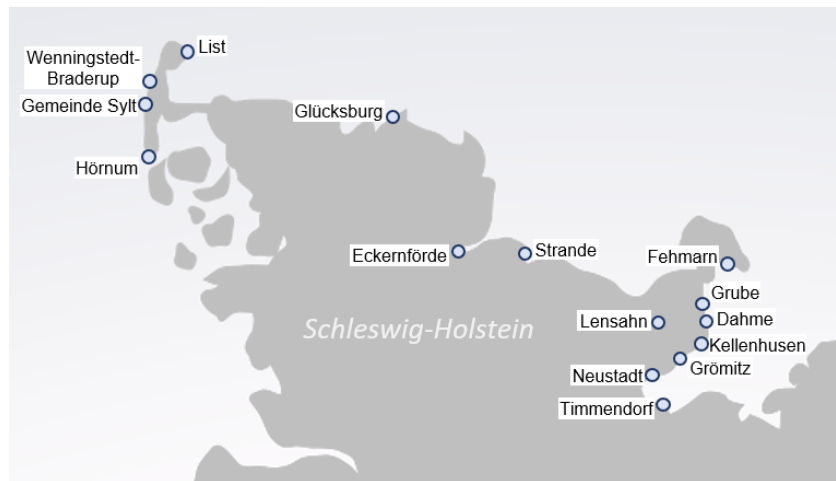 List
Wenningstedt-
Braderup
Gemeinde Sylt
Glücksburg
Hörnum
Eckernförde
Strande
Fehmarn
Grube
Schleswig-Holstein
Lensahn
Dahme
Kellenhusen
Grömitz
Neustadt
Timmendorf